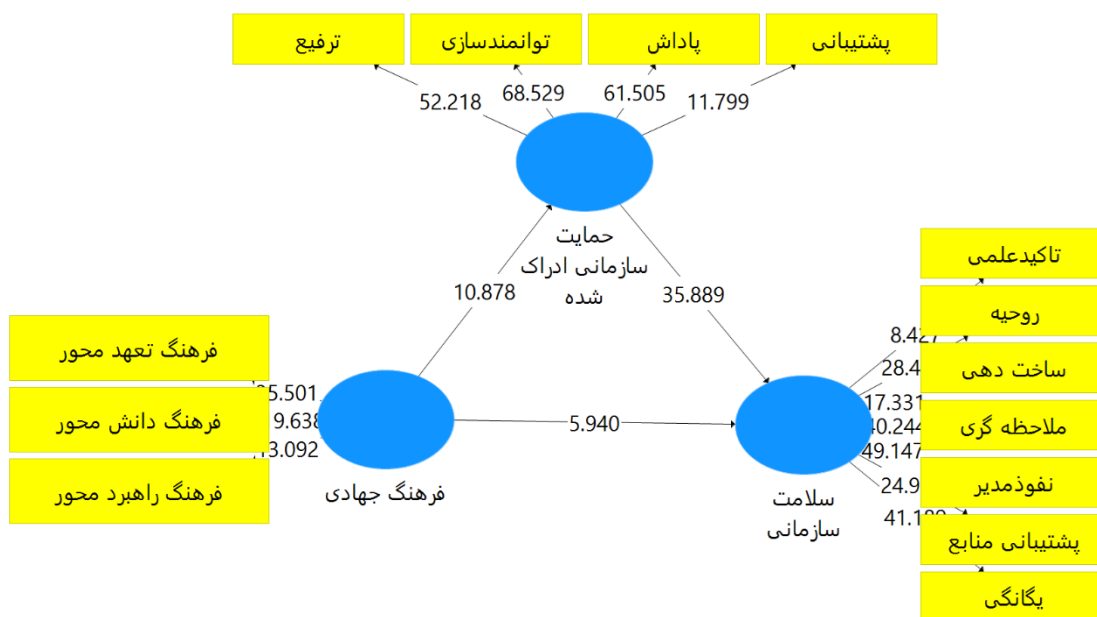 ترفیع
توانمندسازی
پاداش
پشتیبانی
52.218
68.529
61.505
11.799
حمایت
سازمانی ادراک
شده
10.878
35.889
تاکیدعلمی
روحیه
ساخت دهی
ملاحظه گری
نفوذمدیر
پشتیبانی منابع
یگانگی
17.331
49.147
فرهنگ تعهد محور
فرهنگ دانش محور
فرهنگ راهبرد محور
فرهنگ جهادی
5.940
سلامت
سازمانی